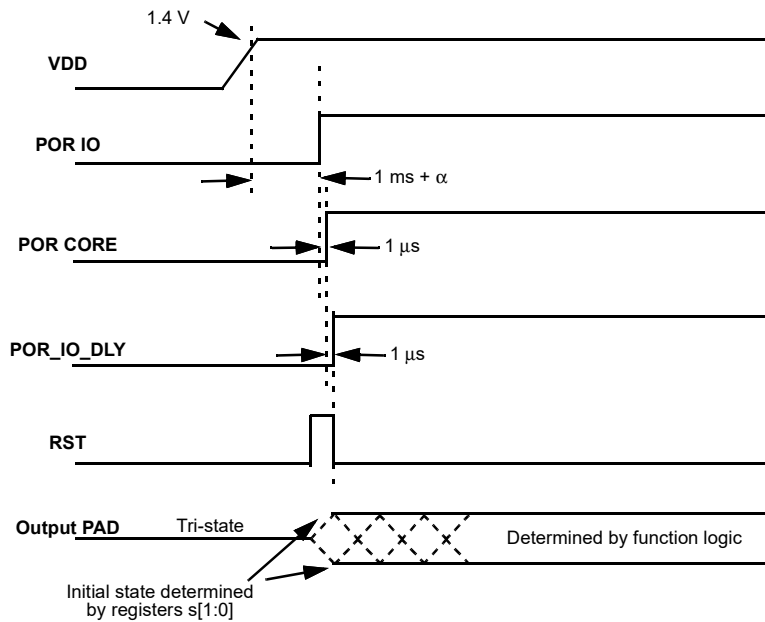 1.4 V
VDD
POR IO
1 ms + α
POR CORE
1 μs
POR_IO_DLY
1 μs
RST
Output PAD
Tri-state
Determined by function logic
Initial state determined
by registers s[1:0]